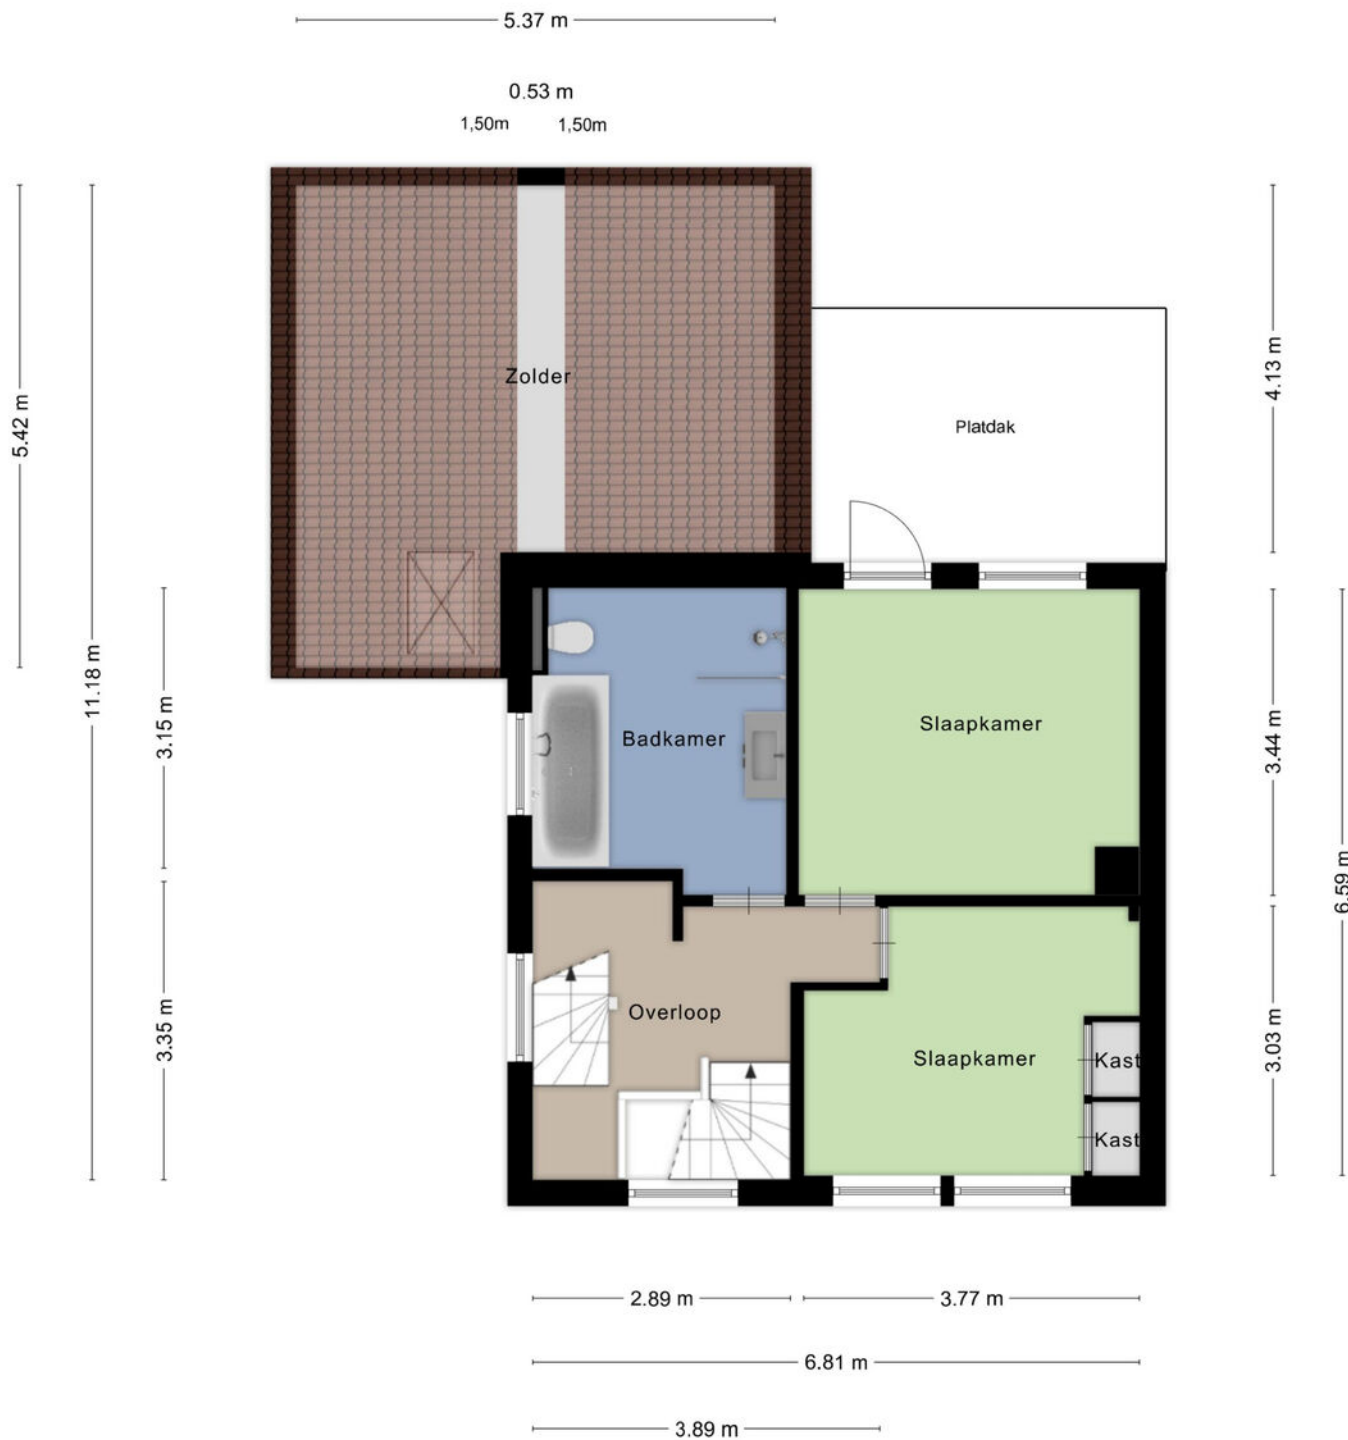 5.37 m
0.53 m
1,50m 1,50m
5.42 m
11.18 m
4.13 m
Zolder
Platdak
3.15 m
Badkamer
Slaapkamer
3.44 m
6.59 m
3.35 m
Overloop
Slaapkamer
Kast
Kast
3.03 m
2.89 m
3.77 m
6.81 m
3.89 m